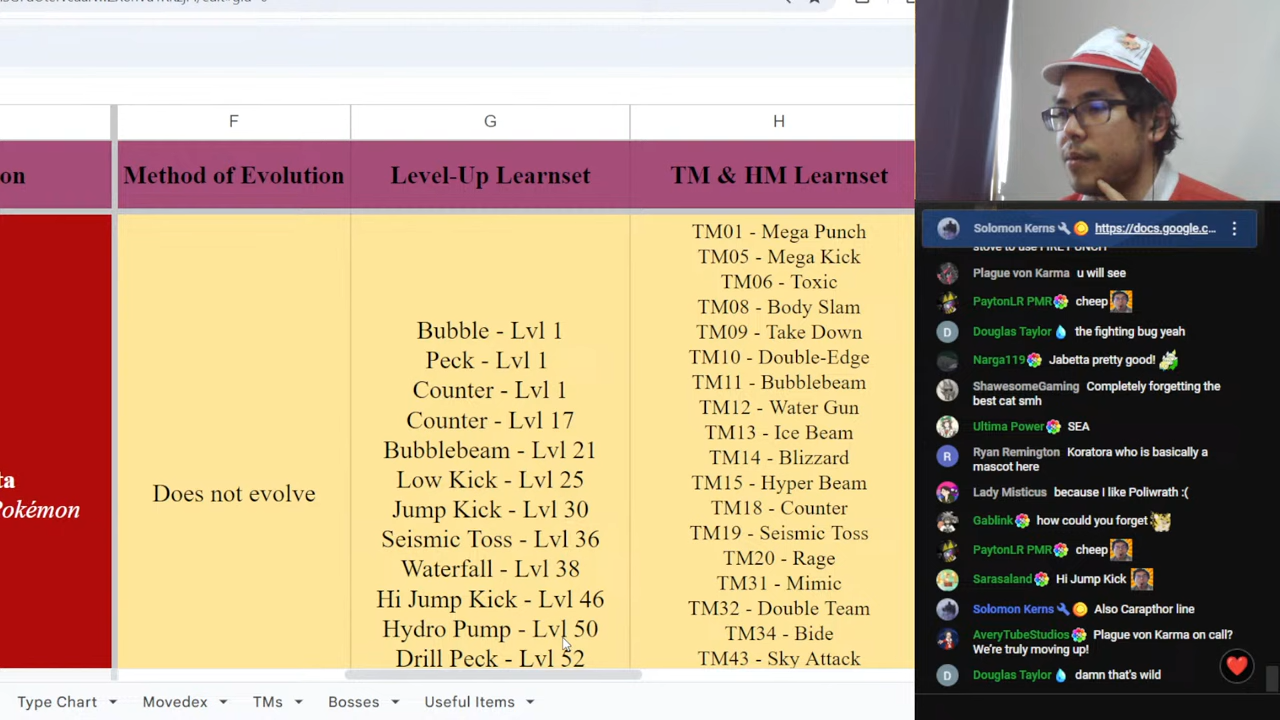 F
G
H
on
Method of Evolution
Level-Up Learnset
TM & HM Learnset
ta
Pokémon
Does not evolve
Bubble - Lvl 1
Peck - Lvl 1
Counter - Lvl 1
Counter - Lvl 17
Bubblebeam - Lvl 21
Low Kick - Lvl 25
Jump Kick - Lvl 30
Seismic Toss - Lvl 36
Waterfall - Lvl 38
Hi Jump Kick - Lvl 46
Hydro Pump - Lvl 50
Drill Peck - Lvl 52
TM01 - Mega Punch
TM05 - Mega Kick
TM06 - Toxic
TM08 - Body Slam
TM09 - Take Down
TM10 - Double-Edge
TM11 - Bubblebeam
TM12 - Water Gun
TM13 - Ice Beam
TM14 - Blizzard
TM15 - Hyper Beam
TM18 - Counter
TM19 - Seismic Toss
TM20 - Rage
TM31 - Mimic
TM32 - Double Team
TM34 - Bide
TM43 - Sky Attack
Type Chart
Movedex
TMs
Bosses
Useful Items
Solomon Kerns https://docs.google.c...
stove to use FIRE PUNCH
Plague von Karma u will see
PaytonLR PMR cheep
Douglas Taylor the fighting bug yeah
Narga119 Jabetta pretty good!
ShawesomeGaming Completely forgetting the
best cat smh
Ultima Power SEA
Ryan Remington Koratora who is basically a
mascot here
Lady Misticus because I like Poliwrath :(
Gablink how could you forget
PaytonLR PMR cheep
Sarasaland Hi Jump Kick
Solomon Kerns Also Carapthor line
AveryTubeStudios Plague von Karma on call?
We're truly moving up!
Douglas Taylor damn that's wild